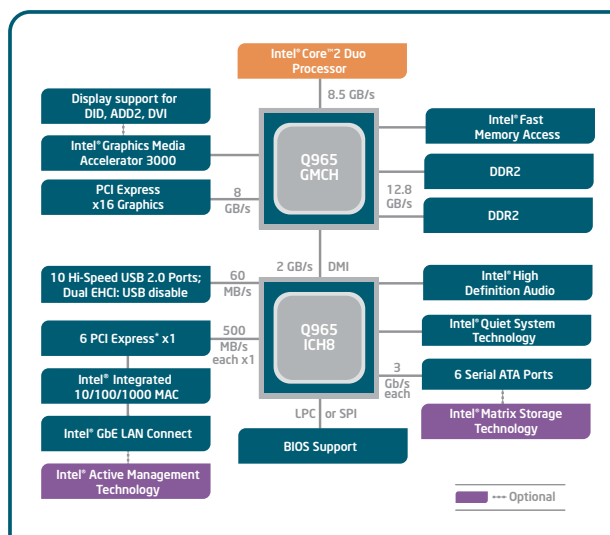 Intel® Core™2 Duo
Processor
8.5 GB/s
Display support for
DID, ADD2, DVI
Intel® Graphics Media
Accelerator 3000
PCI Express
x16 Graphics
8
GB/s
Q965
GMCH
12.8
GB/s
Intel® Fast
Memory Access
DDR2
DDR2
2 GB/s
DMI
10 Hi-Speed USB 2.0 Ports;
Dual EHCI: USB disable
60
MB/s
6 PCI Express* x1
500
MB/s
each x1
Intel® Integrated
10/100/1000 MAC
Intel® GbE LAN Connect
Intel® Active Management
Technology
Q965
ICH8
Intel® High
Definition Audio
Intel® Quiet System
Technology
3
Gb/s
each
6 Serial ATA Ports
Intel® Matrix Storage
Technology
LPC or SPI
BIOS Support
Optional